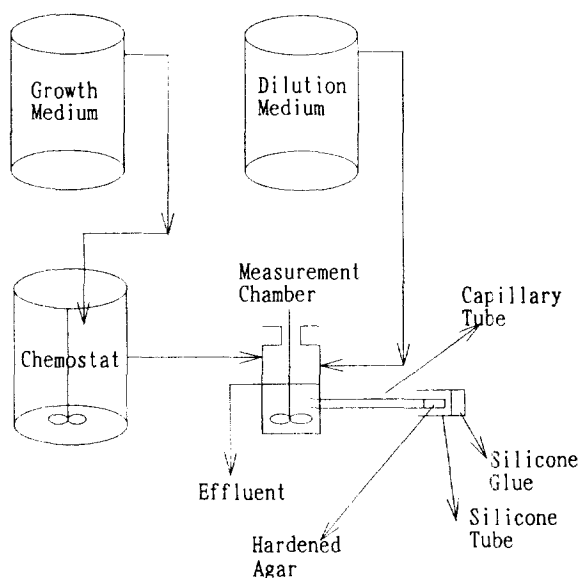 Growth
Medium
Dilution
Medium
Measurement
Chamber
Capillary
Tube
Chemostat
Silicone
Glue
Effluent
Silicone
Tube
Hardened
Agar